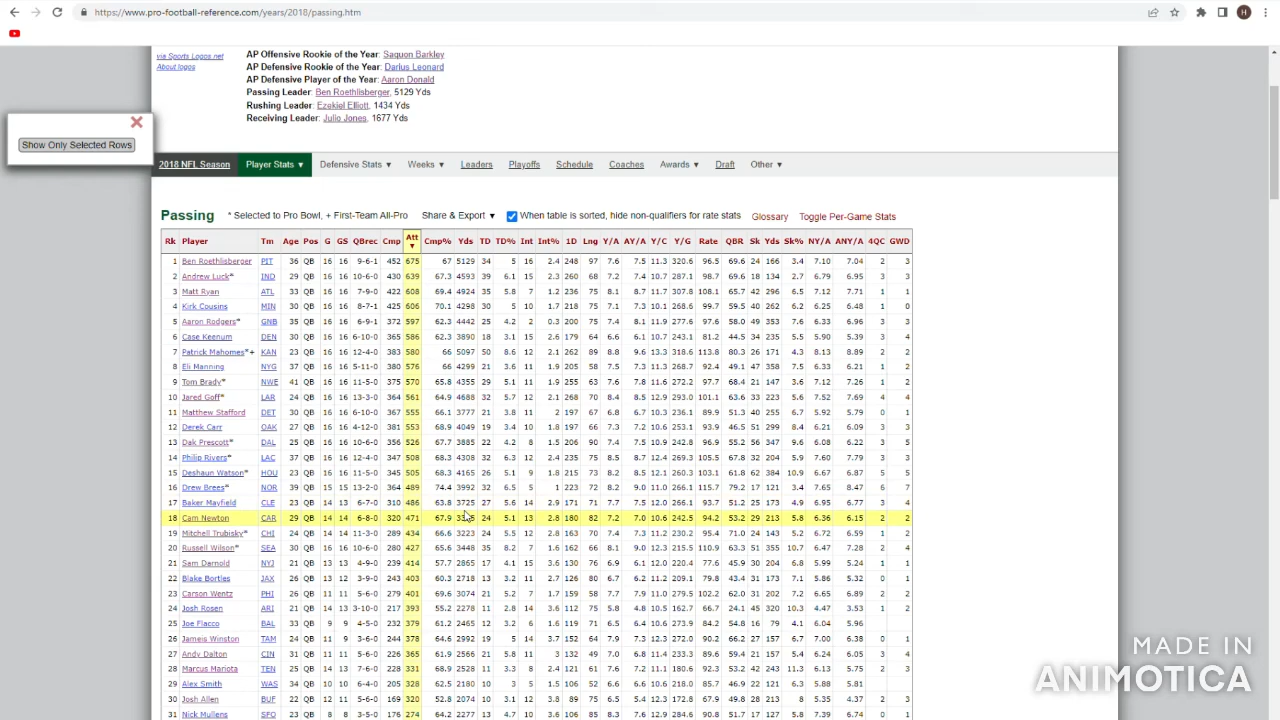 https://www.pro-football-reference.com/years/2018/passing.htm
H
via Sports Logos.net
About logos
AP Offensive Rookie of the Year: Saquon Barkley
AP Defensive Rookie of the Year: Darius Leonard
AP Defensive Player of the Year: Aaron Donald
Passing Leader: Ben Roethlisberger, 5129 Yds
Rushing Leader: Ezekiel Elliott, 1434 Yds
Receiving Leader: Julio Jones, 1677 Yds
Show Only Selected Rows
2018 NFL Season Player Stats ▼ Defensive Stats ▼ Weeks ▼ Leaders Playoffs Schedule Coaches Awards ▼ Draft Other ▼
Passing * Selected to Pro Bowl, + First-Team All-Pro Share & Export ▼ When table is sorted, hide non-qualifiers for rate stats Glossary Toggle Per-Game Stats
Rk Player Tm Age Pos G GS QBrec Cmp Att ▼ Cmp% Yds TD TD% Int Int% 1D Lng Y/A AY/A Y/C Y/G Rate QBR Sk Yds Sk% NY/A ANY/A 4QC GWD
1 Ben Roethlisberger PIT 36 QB 16 16 9-6-1 452 675 67 5129 34 5 16 2.4 248 97 7.6 7.5 11.3 320.6 96.5 69.6 24 166 3.4 7.10 7.04 2 3
2 Andrew Luck* IND 29 QB 16 16 10-6-0 430 639 67.3 4593 39 6.1 15 2.3 260 68 7.2 7.4 10.7 287.1 98.7 69.6 18 134 2.7 6.79 6.95 3 3
3 Matt Ryan ATL 33 QB 16 16 7-9-0 422 608 69.4 4924 35 5.8 7 1.2 236 75 8.1 8.7 11.7 307.8 108.1 65.7 42 296 6.5 7.12 7.71 1 1
4 Kirk Cousins MIN 30 QB 16 16 8-7-1 425 606 70.1 4298 30 5 10 1.7 218 75 7.1 7.3 10.1 268.6 99.7 59.5 40 262 6.2 6.25 6.48 1 0
5 Aaron Rodgers* GNB 35 QB 16 16 6-9-1 372 597 62.3 4442 25 4.2 2 0.3 200 75 7.4 8.1 11.9 277.6 97.6 58.0 49 353 7.6 6.33 6.96 3 3
6 Case Keenum DEN 30 QB 16 16 6-10-0 365 586 62.3 3890 18 3.1 15 2.6 184 64 6.6 6.1 10.7 243.1 81.2 44.5 34 235 5.5 5.90 5.39 3 4
7 Patrick Mahomes*+ KAN 23 QB 16 16 12-4-0 383 580 66 5097 50 8.6 12 2.1 262 89 8.8 9.6 13.3 318.6 113.8 80.3 26 171 4.3 8.13 8.89 2 2
8 Eli Manning NYG 37 QB 16 16 5-11-0 380 576 66 4299 21 3.6 11 1.9 205 58 7.5 7.3 11.3 268.7 92.4 49.1 47 358 7.5 6.33 6.21 1 2
9 Tom Brady* NWE 41 QB 16 16 11-5-0 375 570 65.8 4355 29 5.1 11 1.9 255 63 7.6 7.8 11.6 272.2 97.7 68.4 21 147 3.6 7.12 7.26 1 2
10 Jared Goff* LAR 24 QB 16 16 13-3-0 364 561 64.9 4688 32 5.7 12 2.1 268 70 8.4 8.5 12.9 293.0 101.1 63.6 33 223 5.6 7.52 7.69 4 4
11 Matthew Stafford DET 30 QB 16 16 6-10-0 367 555 66.1 3777 21 3.8 11 2 197 67 6.8 6.7 10.3 236.1 89.9 51.3 40 255 6.7 5.92 5.79 0 1
12 Derek Carr OAK 27 QB 16 16 4-12-0 381 553 68.9 4049 19 3.4 10 1.8 197 66 7.3 7.2 10.6 253.1 93.9 46.5 51 299 8.4 6.21 6.09 3 3
13 Dak Prescott* DAL 25 QB 16 16 10-6-0 356 526 67.7 3885 22 4.2 8 1.5 206 90 7.4 7.5 10.9 242.8 96.9 55.2 56 347 9.6 6.08 6.22 3 5
14 Philip Rivers* LAC 37 QB 16 16 12-4-0 347 508 68.3 4308 32 6.3 12 2.4 235 75 8.5 8.7 12.4 269.3 105.5 67.8 32 204 5.9 7.60 7.79 3 3
15 Deshaun Watson* HOU 23 QB 16 16 11-5-0 345 505 68.3 4165 26 5.1 9 1.8 215 73 8.2 8.5 12.1 260.3 103.1 61.8 62 384 10.9 6.67 6.87 5 5
16 Drew Brees* NOR 39 QB 15 15 13-2-0 364 489 74.4 3992 32 6.5 5 1 223 72 8.2 9.0 11.0 266.1 115.7 79.2 17 121 3.4 7.65 8.47 6 7
17 Baker Mayfield CLE 23 QB 14 13 6-7-0 310 486 63.8 3725 27 5.6 14 2.9 171 71 7.7 7.5 12.0 266.1 93.7 51.2 25 173 4.9 6.95 6.77 3 4
18 Cam Newton CAR 29 QB 14 14 6-8-0 320 471 67.9 24 5.1 13 2.8 180 82 7.2 7.0 10.6 242.5 94.2 53.2 29 213 5.8 6.36 6.15 2 2
19 Mitchell Trubisky* CHI 24 QB 14 14 11-3-0 289 434 66.6 3223 24 5.5 12 2.8 163 70 7.4 7.3 11.2 230.2 95.4 71.0 24 143 5.2 6.72 6.59 1 2
20 Russell Wilson* SEA 30 QB 16 16 10-6-0 280 427 65.6 3448 35 8.2 7 1.6 162 66 8.1 9.0 12.3 215.5 110.9 63.3 51 355 10.7 6.47 7.28 2 4
21 Sam Darnold NYJ 21 QB 13 13 4-9-0 239 414 57.7 2865 17 4.1 15 3.6 130 76 6.9 6.1 12.0 220.4 77.6 45.9 30 204 6.8 5.99 5.24 1 1
22 Blake Bortles JAX 26 QB 13 12 3-9-0 243 403 60.3 2718 13 3.2 11 2.7 126 80 6.7 6.2 11.2 209.1 79.8 43.4 31 173 7.1 5.86 5.32 0 1
23 Carson Wentz PHI 26 QB 11 11 5-6-0 279 401 69.6 3074 21 5.2 7 1.7 159 58 7.7 7.9 11.0 279.5 102.2 62.0 31 202 7.2 6.65 6.89 2 2
24 Josh Rosen ARI 21 QB 14 13 3-10-0 217 393 55.2 2278 11 2.8 14 3.6 112 75 5.8 4.8 10.5 162.7 66.7 24.1 45 320 10.3 4.47 3.53 1 2
25 Joe Flacco BAL 33 QB 9 9 4-5-0 232 379 61.2 2465 12 3.2 6 1.6 119 71 6.5 6.4 10.6 273.9 84.2 54.8 16 79 4.1 6.04 5.96
26 Jameis Winston TAM 24 QB 11 9 3-6-0 244 378 64.6 2992 19 5 14 3.7 152 64 7.9 7.3 12.3 272.0 90.2 66.2 27 157 6.7 7.00 6.38 0 1
27 Andy Dalton CIN 31 QB 11 11 5-6-0 226 365 61.9 2566 21 5.8 11 3 132 49 7.0 6.8 11.4 233.3 89.6 59.4 21 157 5.4 6.24 6.05 3 4
28 Marcus Mariota TEN 25 QB 14 13 7-6-0 228 331 68.9 2528 11 3.3 8 2.4 121 61 7.6 7.2 11.1 180.6 92.3 53.2 42 243 11.3 6.13 5.75 2 3
29 Alex Smith WAS 34 QB 10 10 6-4-0 205 328 62.5 2180 10 3 5 1.5 106 52 6.6 6.6 10.6 218.0 85.7 46.9 22 121 6.3 5.88 5.81
30 Josh Allen BUF 22 QB 12 11 5-6-0 169 320 52.8 2074 10 3.1 12 3.8 89 75 6.5 5.4 12.3 172.8 67.9 49.8 28 213 8 5.35 4.37 2 3
31 Nick Mullens SFO 23 QB 8 8 3-5-0 176 274 64.2 2277 13 4.7 10 3.6 106 85 8.3 7.6 12.9 284.6 90.8 51.7 17 127 5.8 7.39 6.74 0 1
MADE IN
ANIMOTICA